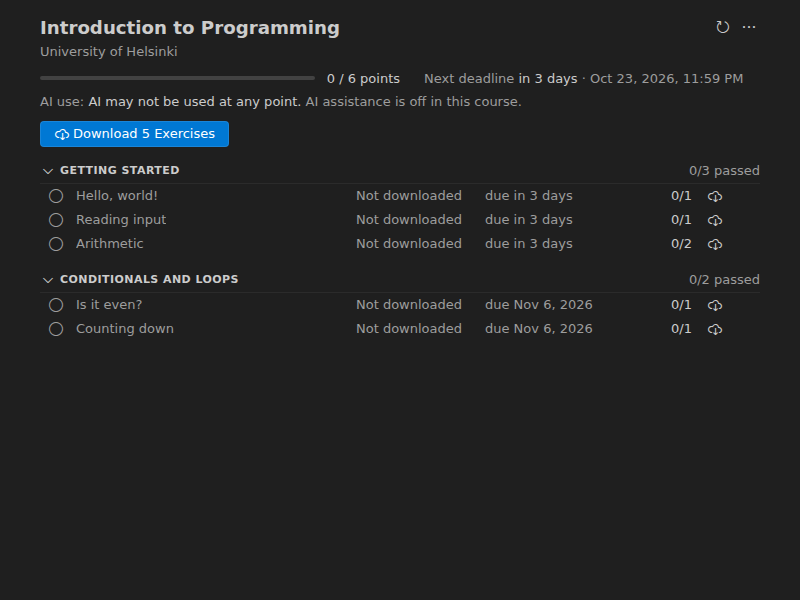 Introduction to Programming
University of Helsinki
0 / 6 points Next deadline in 3 days · Oct 23, 2026, 11:59 PM
AI use: AI may not be used at any point. AI assistance is off in this course.
Download 5 Exercises
GETTING STARTED 0/3 passed
Hello, world! Not downloaded due in 3 days 0/1
Reading input Not downloaded due in 3 days 0/1
Arithmetic Not downloaded due in 3 days 0/2
CONDITIONALS AND LOOPS 0/2 passed
Is it even? Not downloaded due Nov 6, 2026 0/1
Counting down Not downloaded due Nov 6, 2026 0/1